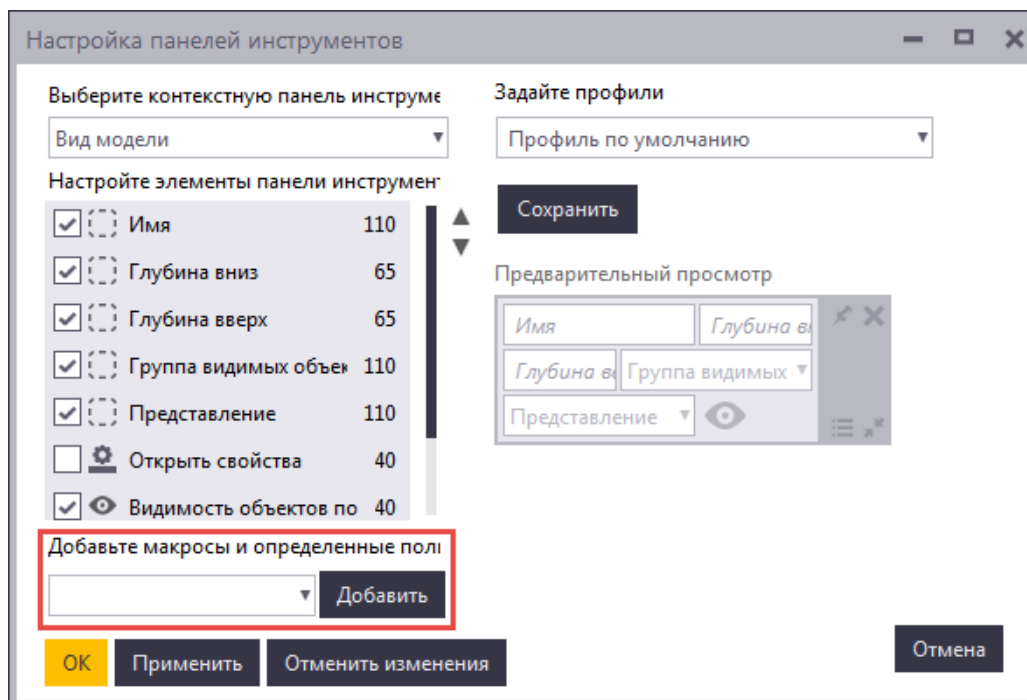 Настройка панелей инструментов
Выберите контекстную панель инструме
Вид модели
Настройте элементы панели инструмент
Имя 110
Глубина вниз 65
Глубина вверх 65
Группа видимых объек 110
Представление 110
Открыть свойства 40
Видимость объектов по 40
Добавьте макросы и определенные поль
Добавить
Задайте профили
Профиль по умолчанию
Сохранить
Предварительный просмотр
Имя Глубина вн
Глубина вв Группа видимых
Представление
OK Применить Отменить изменения
Отмена